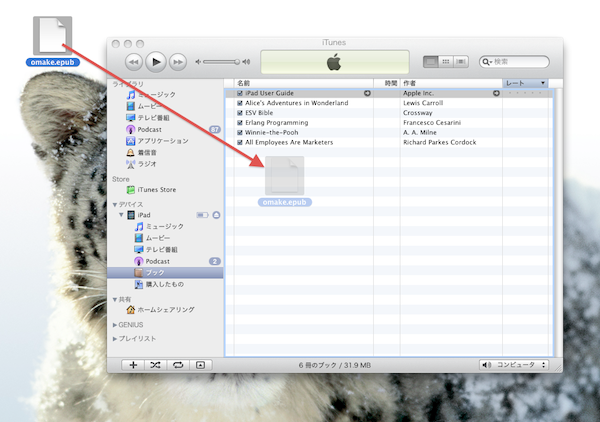 omake.epub
iTunes
検索
名前 時間 作者 レート
iPad User Guide Apple Inc.
Alice's Adventures in Wonderland Lewis Carroll
ESV Bible Crossway
Erlang Programming Francesco Cesarini
Winnie-the-Pooh A. A. Milne
All Employees Are Marketers Richard Parkes Cordock
omake.epub
ライブラリ
ミュージック
ムービー
テレビ番組
Podcast 37
アプリケーション
着信音
ラジオ
Store
iTunes Store
デバイス
iPad
ミュージック
ムービー
テレビ番組
Podcast 2
ブック
購入したもの
共有
ホームシェアリング
GENIUS
プレイリスト
6 冊のブック / 31.9 MB
コンピュータ